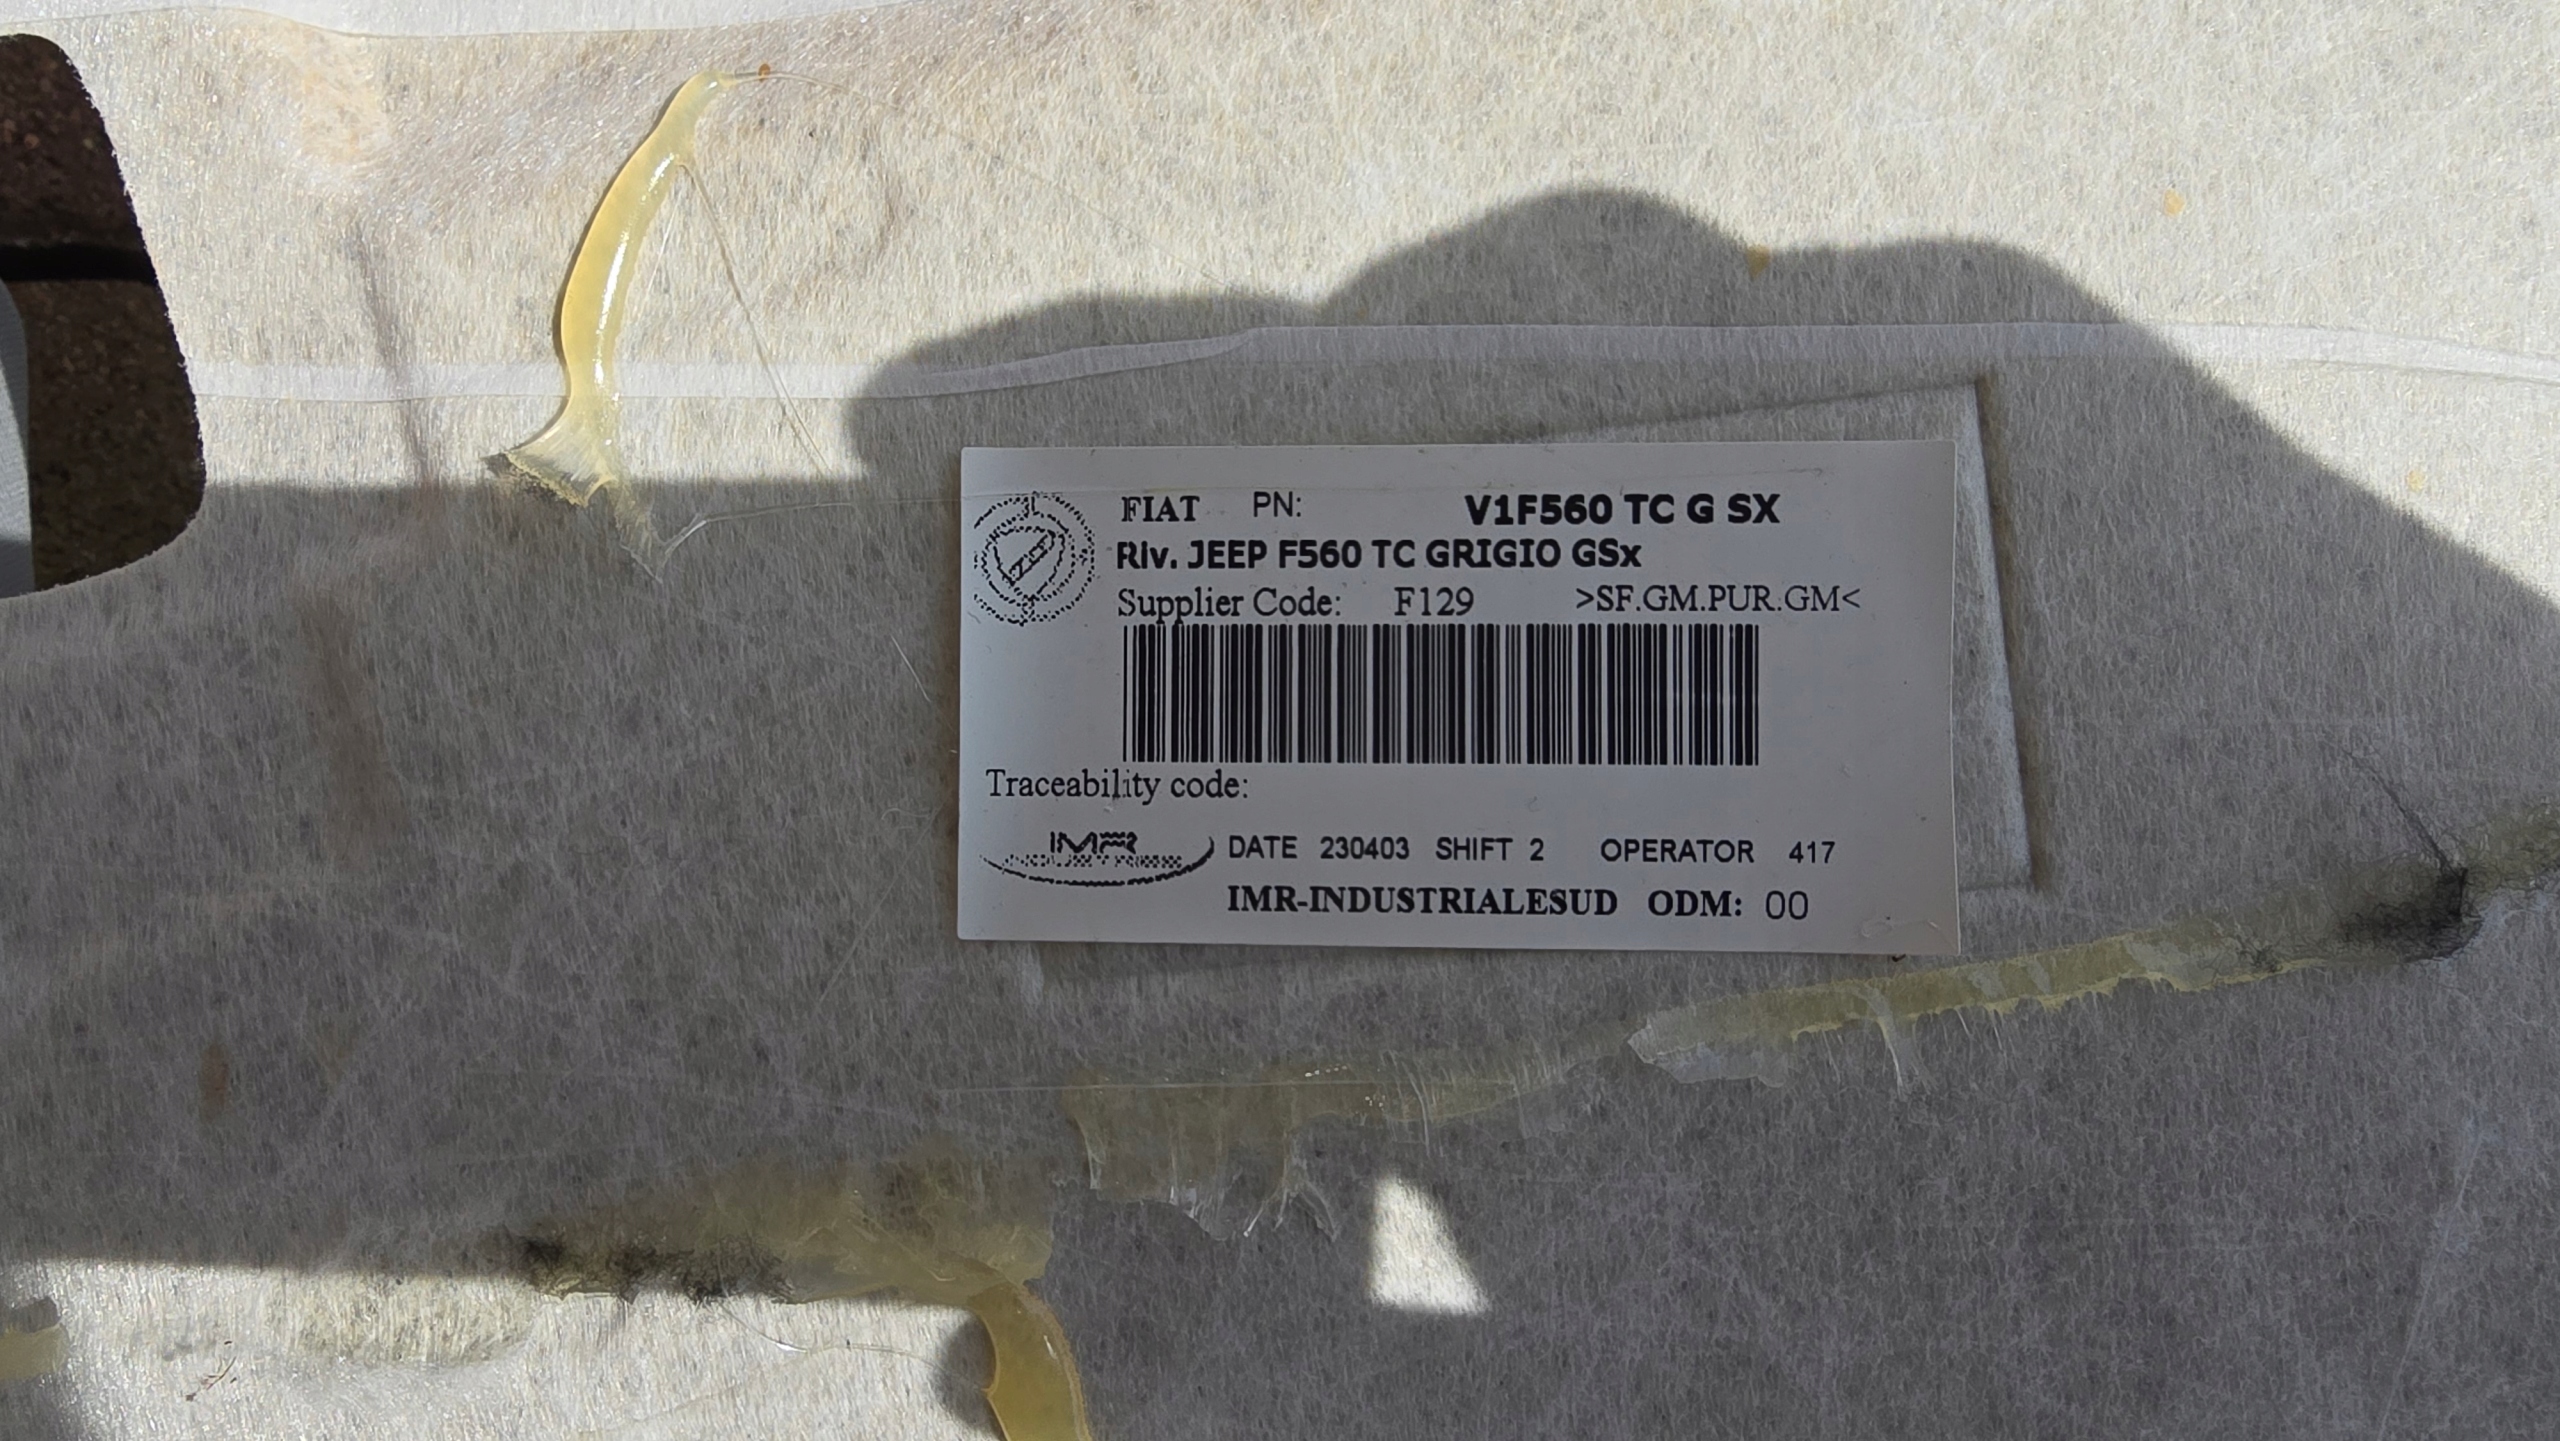 FIAT PN: V1F560 TC G SX
Riv. JEEP F560 TC GRIGIO GSx
Supplier Code: F129 >SF.GM.PUR.GM<
Traceability code:
IMR
DATE 230403 SHIFT 2 OPERATOR 417
IMR-INDUSTRIALESUD ODM: 00